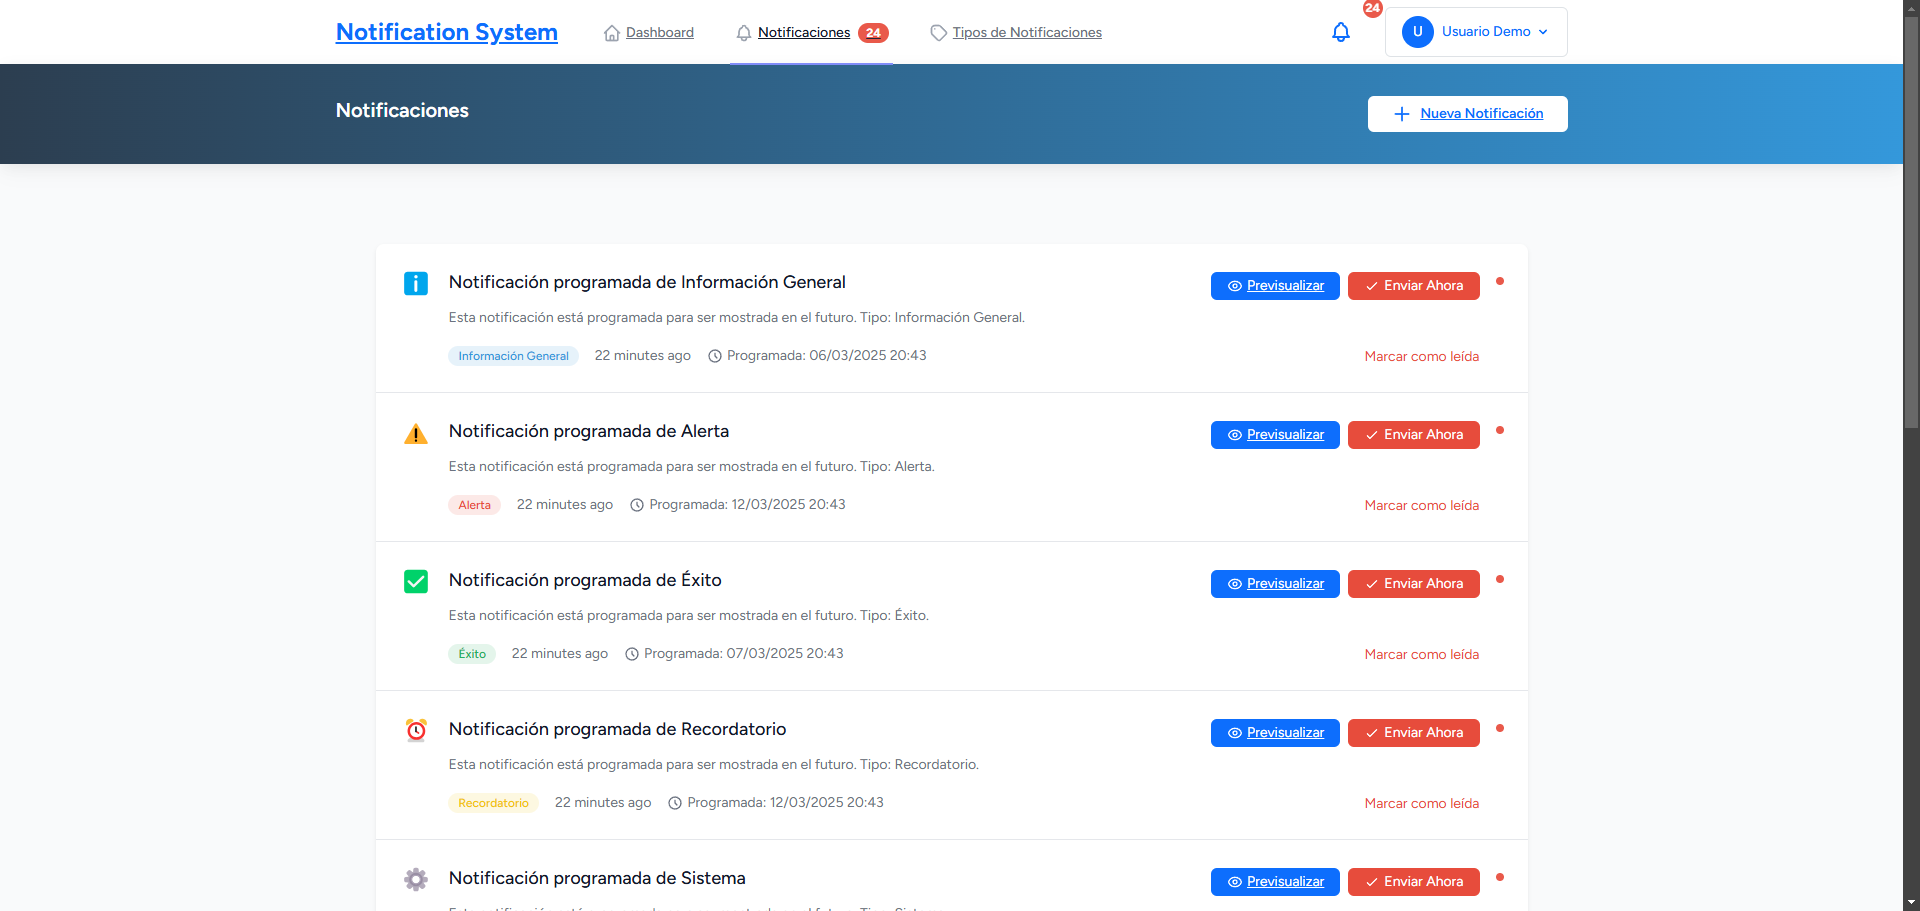 Notification System
Dashboard
Notificaciones 24
Tipos de Notificaciones
24
U Usuario Demo
Notificaciones
Nueva Notificación
Notificación programada de Información General
Previsualizar
Enviar Ahora
Esta notificación está programada para ser mostrada en el futuro. Tipo: Información General.
Información General 22 minutes ago Programada: 06/03/2025 20:43
Marcar como leída
Notificación programada de Alerta
Previsualizar
Enviar Ahora
Esta notificación está programada para ser mostrada en el futuro. Tipo: Alerta.
Alerta 22 minutes ago Programada: 12/03/2025 20:43
Marcar como leída
Notificación programada de Éxito
Previsualizar
Enviar Ahora
Esta notificación está programada para ser mostrada en el futuro. Tipo: Éxito.
Éxito 22 minutes ago Programada: 07/03/2025 20:43
Marcar como leída
Notificación programada de Recordatorio
Previsualizar
Enviar Ahora
Esta notificación está programada para ser mostrada en el futuro. Tipo: Recordatorio.
Recordatorio 22 minutes ago Programada: 12/03/2025 20:43
Marcar como leída
Notificación programada de Sistema
Previsualizar
Enviar Ahora